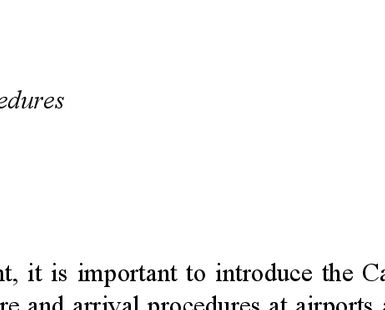 edures
nt, it is important to introduce the Ca
re and arrival procedures at airports a